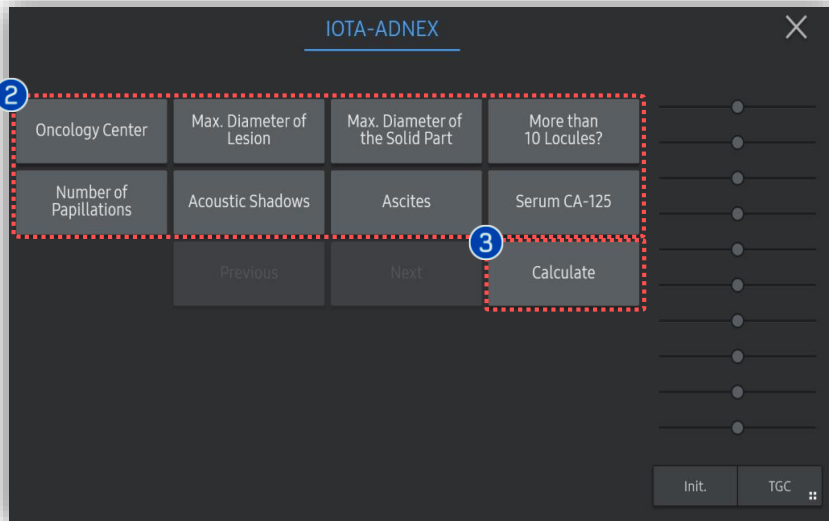 IOTA-ADNEX
2
Oncology Center
Max. Diameter of
Lesion
Max. Diameter of
the Solid Part
More than
10 Locules?
Number of
Papillations
Acoustic Shadows
Ascites
Serum CA-125
3
Previous
Next
Calculate
Init.
TGC